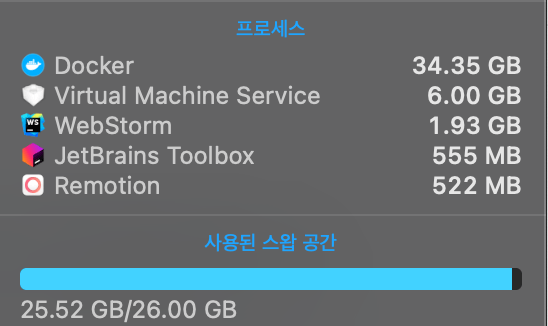 프로세스
Docker 34.35 GB
Virtual Machine Service 6.00 GB
WS WebStorm 1.93 GB
JetBrains Toolbox 555 MB
Remotion 522 MB
사용된 스왑 공간
25.52 GB/26.00 GB